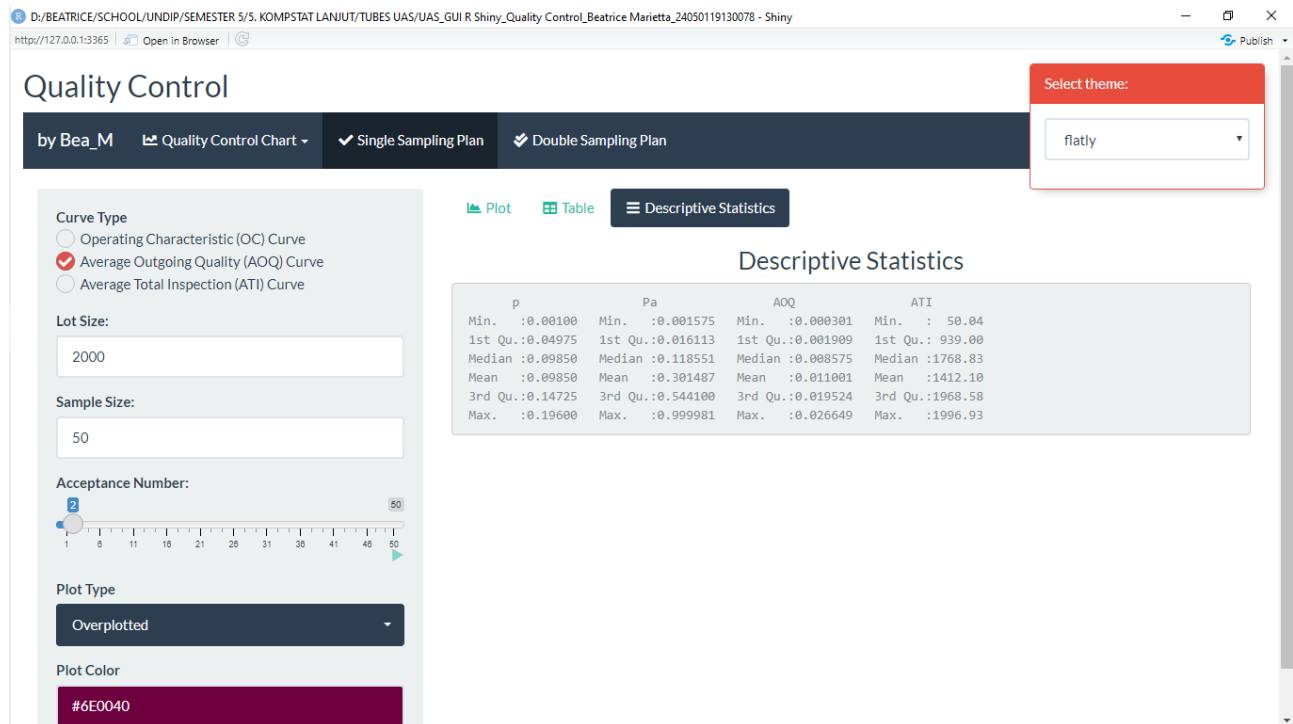 D:/BEATRICE/SCHOOL/UNDIP/SEMESTER 5/5. KOMPSTAT LANJUT/TUBES UAS/UAS_GUI R Shiny_Quality Control_Beatrice Marietta_24050119130078 - Shiny
http://127.0.0.1:3365 Open in Browser Publish
Quality Control
Select theme:
flatly
by Bea_M Quality Control Chart Single Sampling Plan Double Sampling Plan
Curve Type
Operating Characteristic (OC) Curve
Average Outgoing Quality (AOQ) Curve
Average Total Inspection (ATI) Curve
Lot Size:
2000
Sample Size:
50
Acceptance Number:
2 50
1 6 11 16 21 26 31 36 41 46 50
Plot Type
Overplotted
Plot Color
#6E0040
Plot Table Descriptive Statistics
Descriptive Statistics
p Pa AOQ ATI
Min. :0.00100 Min. :0.001575 Min. :0.000301 Min. : 50.04
1st Qu.:0.04975 1st Qu.:0.016113 1st Qu.:0.001909 1st Qu.: 939.00
Median :0.09850 Median :0.118551 Median :0.008575 Median :1768.83
Mean :0.09850 Mean :0.301487 Mean :0.011001 Mean :1412.10
3rd Qu.:0.14725 3rd Qu.:0.544100 3rd Qu.:0.019524 3rd Qu.:1968.58
Max. :0.19600 Max. :0.999981 Max. :0.026649 Max. :1996.93